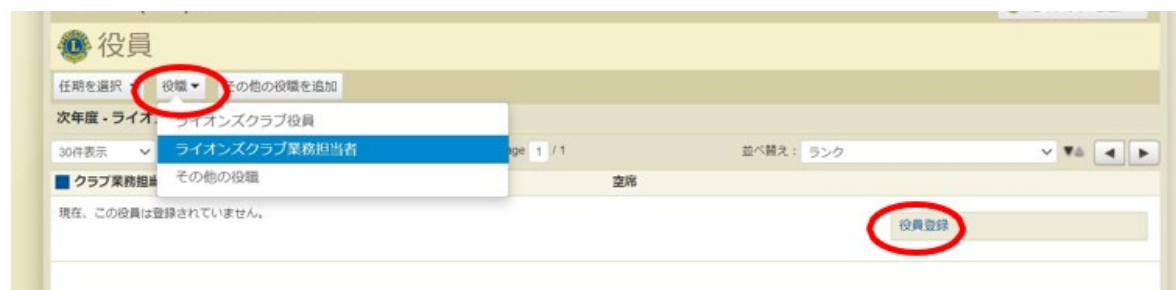 役員
任期を選択 役職▼ その他の役職を追加
次年度 - ライオ
ライオンズクラブ役員
ライオンズクラブ業務担当者
その他の役職
30件表示 age 1 / 1 並べ替え： ランク
クラブ業務担当 空席
現在、この役員は登録されていません。
役員登録